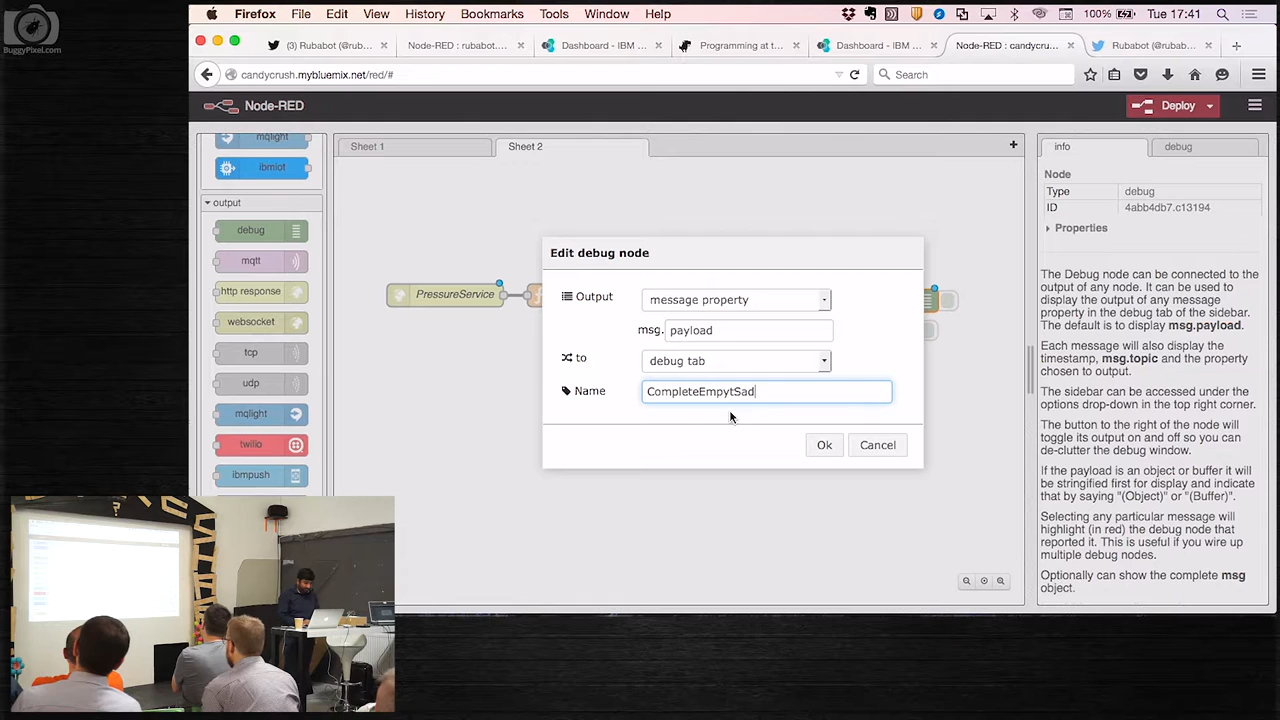 BuggyPixel.com
Firefox File Edit View History Bookmarks Tools Window Help
100% Tue 17:41
(3) Rubabot (@rub...
Node-RED : rubabot...
Dashboard - IBM ...
Programming at t...
Dashboard - IBM ...
Node-RED : candycru...
Rubabot (@rubab...
candycrush.mybluemix.net/red/#
Search
Node-RED
Deploy
mqlight
ibmiot
output
debug
mqtt
http response
websocket
tcp
udp
mqlight
twilio
ibmpush
Sheet 1
Sheet 2
PressureService
f
Edit debug node
Output
message property
msg. payload
to
debug tab
Name
CompleteEmpytSad
Ok
Cancel
info
debug
Node
Type debug
ID 4abb4db7.c13194
Properties
The Debug node can be connected to
the output of any node. It can be used to
display the output of any message
property in the debug tab of the sidebar.
The default is to display msg.payload.
Each message will also display the
timestamp, msg.topic and the property
chosen to output.
The sidebar can be accessed under the
options drop-down in the top right corner.
The button to the right of the node will
toggle its output on and off so you can
de-clutter the debug window.
If the payload is an object or buffer it will
be stringified first for display and indicate
that by saying "(Object)" or "(Buffer)".
Selecting any particular message will
highlight (in red) the debug node that
reported it. This is useful if you wire up
multiple debug nodes.
Optionally can show the complete msg
object.